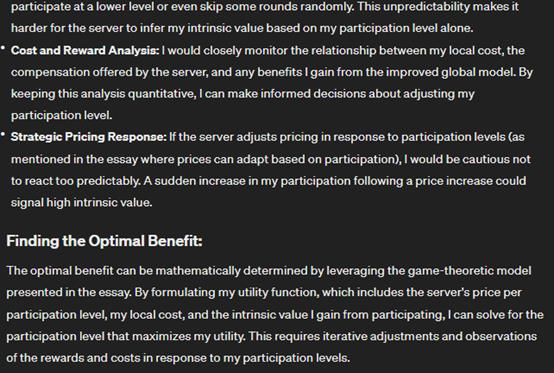 participate at a lower level or even skip some rounds randomly. This unpredictability makes it
harder for the server to infer my intrinsic value based on my participation level alone.
• Cost and Reward Analysis: I would closely monitor the relationship between my local cost, the
compensation offered by the server, and any benefits I gain from the improved global model. By
keeping this analysis quantitative, I can make informed decisions about adjusting my
participation level.
• Strategic Pricing Response: If the server adjusts pricing in response to participation levels (as
mentioned in the essay where prices can adapt based on participation), I would be cautious not
to react too predictably. A sudden increase in my participation following a price increase could
signal high intrinsic value.
Finding the Optimal Benefit:
The optimal benefit can be mathematically determined by leveraging the game-theoretic model
presented in the essay. By formulating my utility function, which includes the server's price per
participation level, my local cost, and the intrinsic value I gain from participating, I can solve for the
participation level that maximizes my utility. This requires iterative adjustments and observations
of the rewards and costs in response to my participation levels.